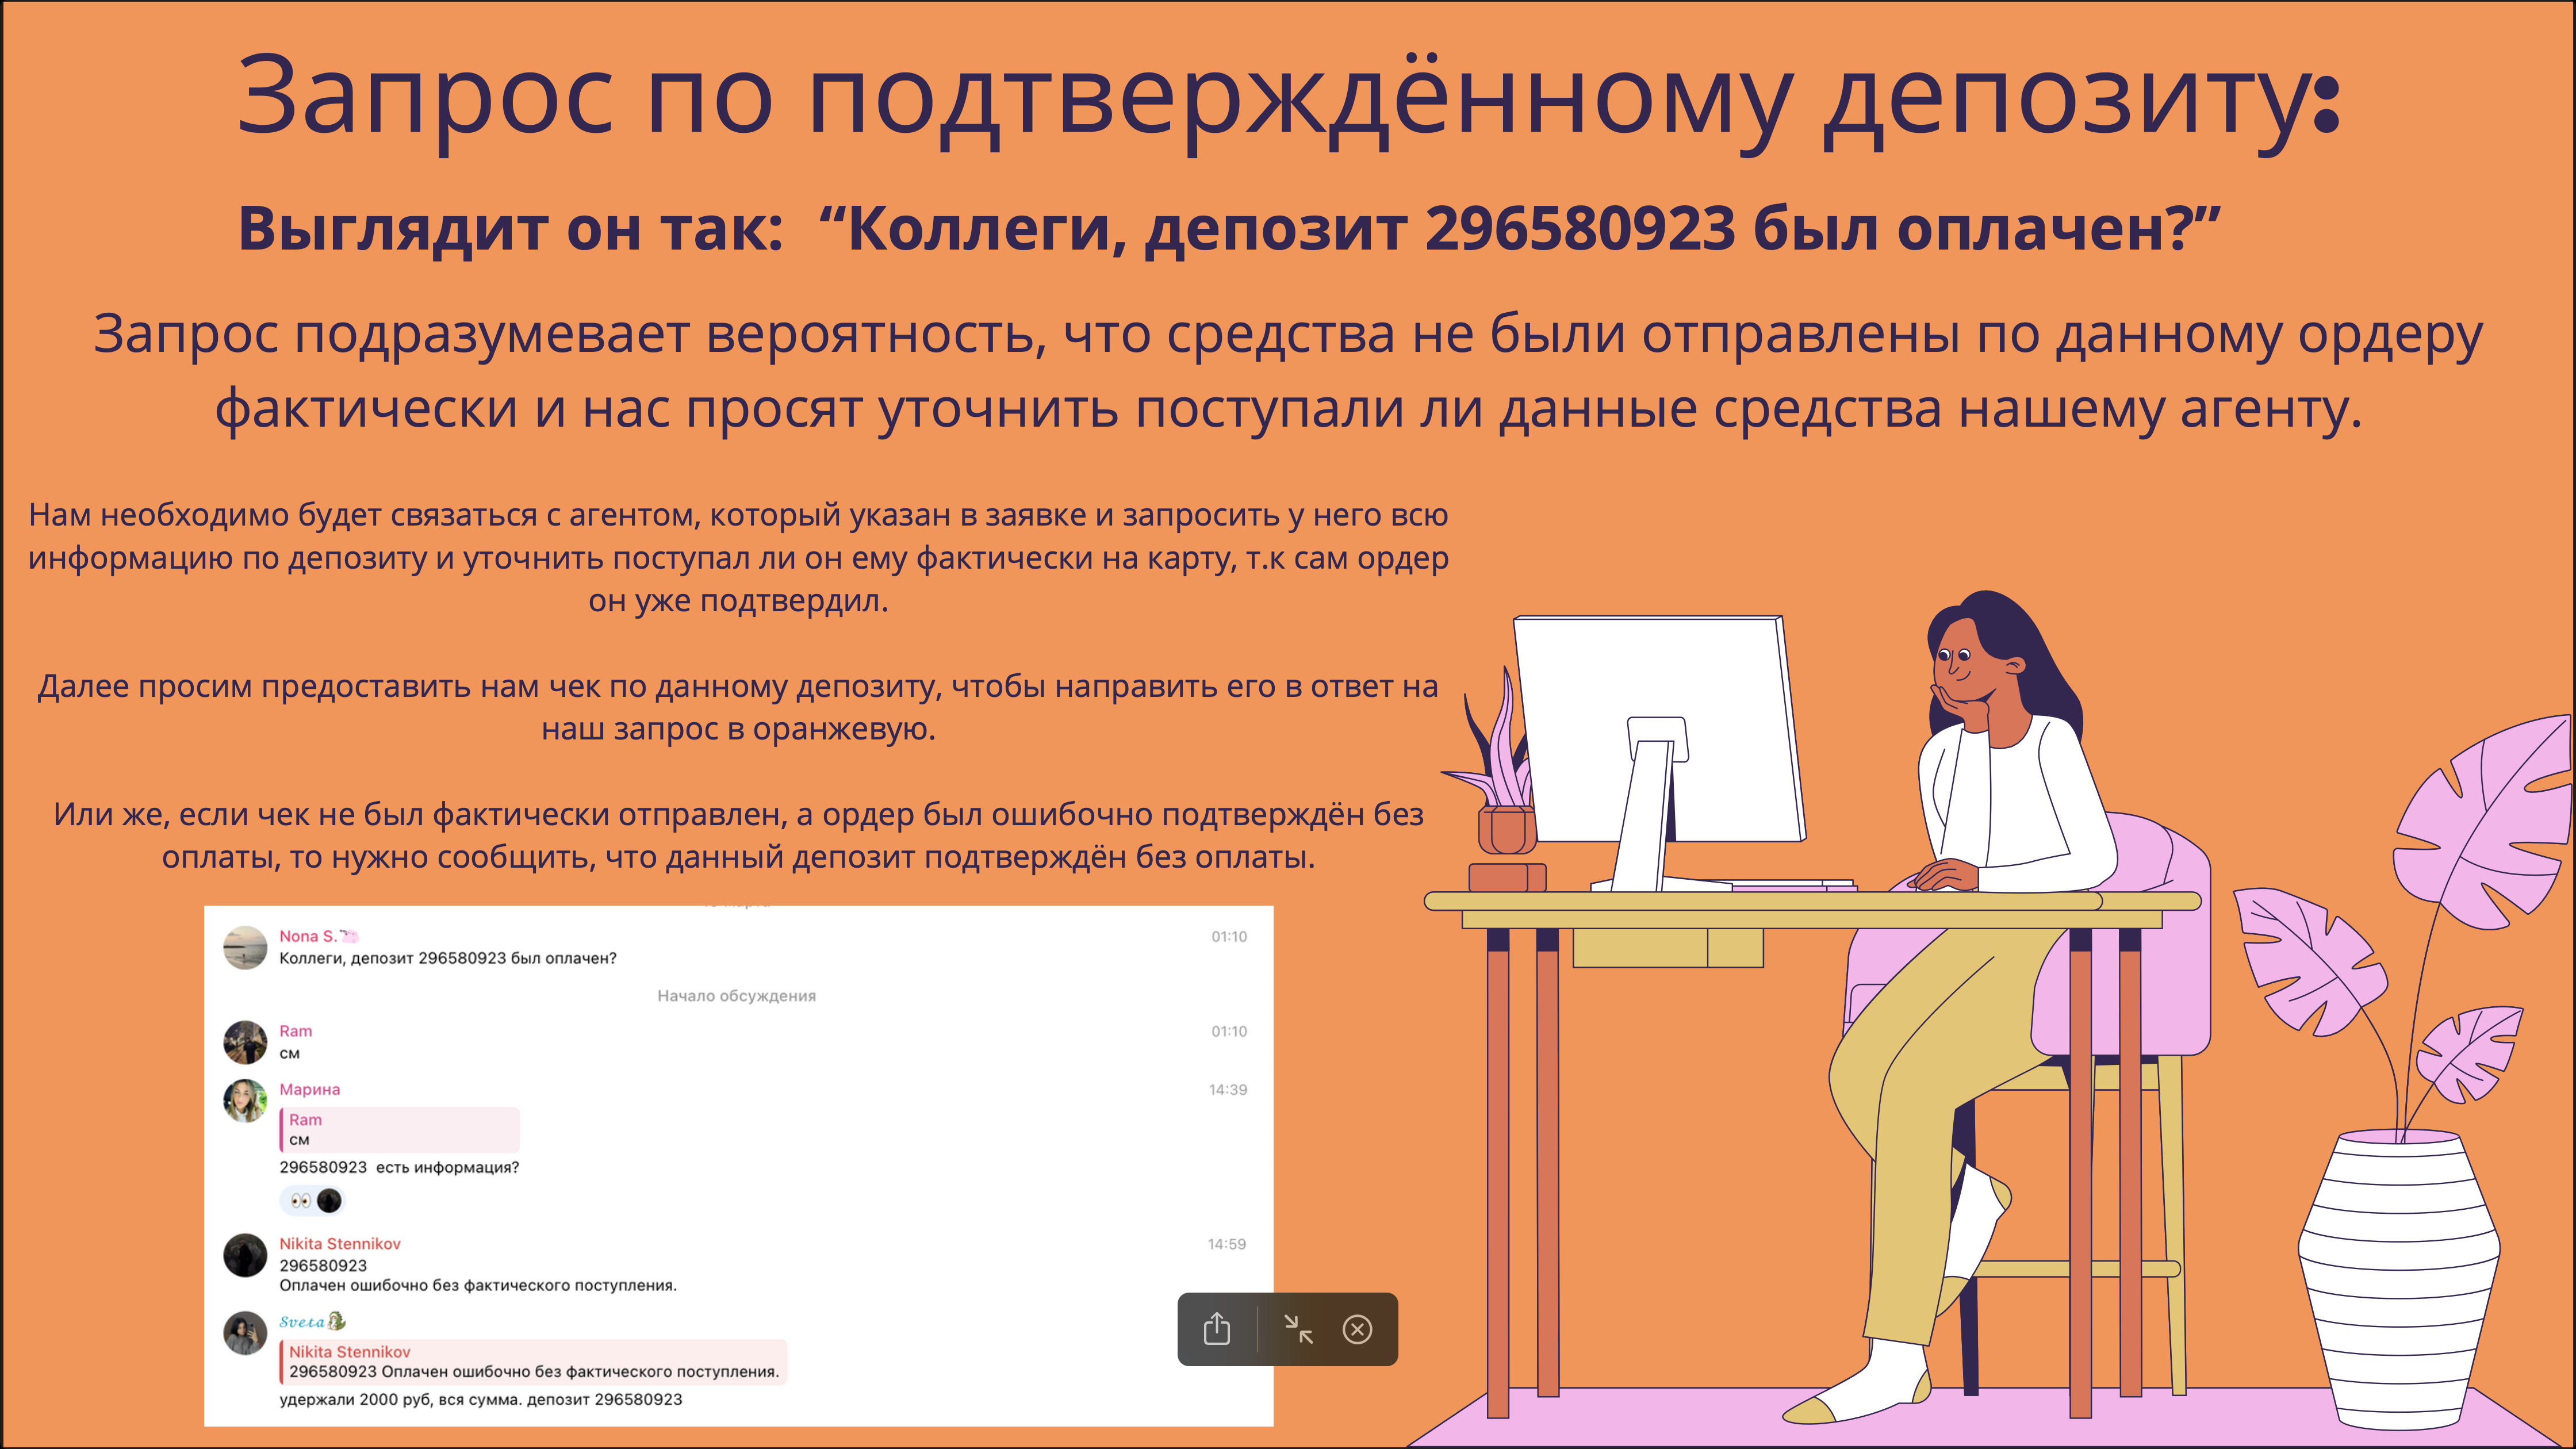 Запрос по подтверждённому депозиту:
Выглядит он так: “Коллеги, депозит 296580923 был оплачен?”
Запрос подразумевает вероятность, что средства не были отправлены по данному ордеру
фактически и нас просят уточнить поступали ли данные средства нашему агенту.
Нам необходимо будет связаться с агентом, который указан в заявке и запросить у него всю
информацию по депозиту и уточнить поступал ли он ему фактически на карту, т.к сам ордер
он уже подтвердил.
Далее просим предоставить нам чек по данному депозиту, чтобы направить его в ответ на
наш запрос в оранжевую.
Или же, если чек не был фактически отправлен, а ордер был ошибочно подтверждён без
оплаты, то нужно сообщить, что данный депозит подтверждён без оплаты.
Nona S. 01:10
Коллеги, депозит 296580923 был оплачен?
Начало обсуждения
Ram 01:10
см
Марина 14:39
Ram
см
296580923 есть информация?
Nikita Stennikov 14:59
296580923
Оплачен ошибочно без фактического поступления.
Sveta
Nikita Stennikov
296580923 Оплачен ошибочно без фактического поступления.
удержали 2000 руб, вся сумма. депозит 296580923